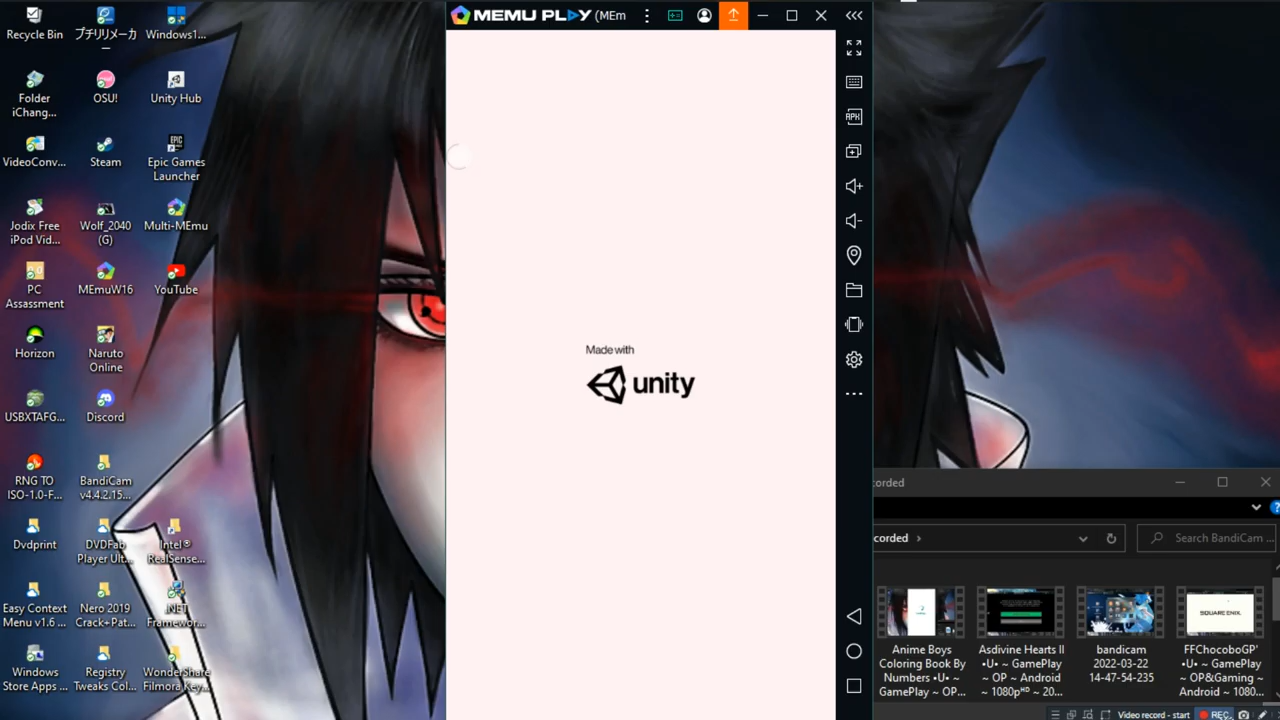 Recycle Bin
プチリリメーカー
Windows1...
Folder
iChang...
OSU!
Unity Hub
VideoConv...
Steam
Epic Games
Launcher
Jodix Free
iPod Vid...
Wolf_2040
(G)
Multi-MEmu
PC
Assassment
MEmuW16
YouTube
Horizon
Naruto
Online
USBXTAFG...
Discord
RNG TO
ISO-1.0-F...
BandiCam
v4.4.2.15...
Dvdprint
DVDFab
Player Ult...
Intel®
RealSense...
Easy Context
Menu v1.6 ...
Nero 2019
Crack+Pat...
.NET
Framewor...
Windows
Store Apps ...
Registry
Tweaks Col...
WonderShare
Filmora Key...
MEMU PLAY (MEm
APK
Made with
unity
corded
corded
Search BandiCam ...
SQUARE ENIX.
Anime Boys
Coloring Book By
Numbers •U• ~
GamePlay ~ OP...
Asdivine Hearts II
•U• ~ GamePlay
~ OP ~ Android
~ 1080pᴴᴰ ~ 20...
bandicam
2022-03-22
14-47-54-235
FFChocoboGP'
•U• ~ GamePlay
~ OP&Gaming ~
Android ~ 1080...
Video record - start
REC